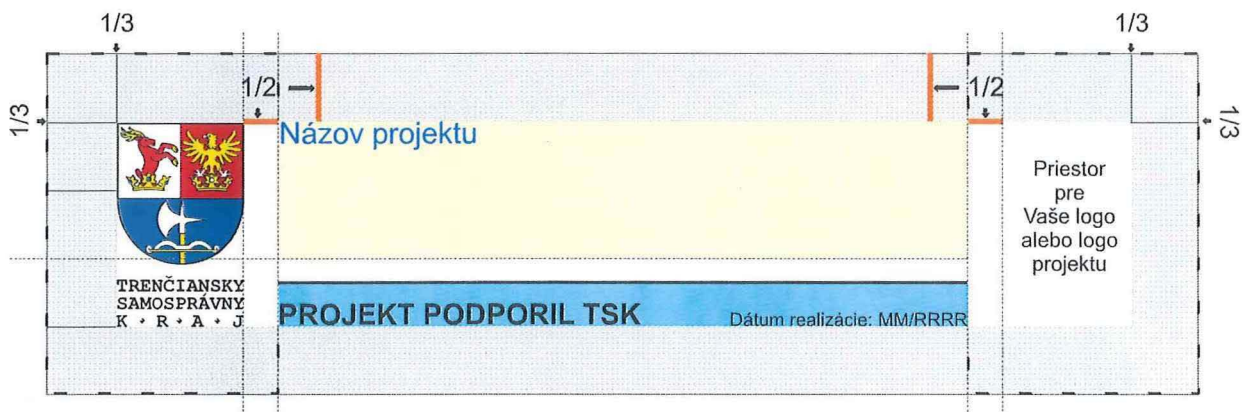 1/3
1/3
1/2
1/2
1/3
1/3
Názov projektu
Priestor
pre
Vaše logo
alebo logo
projektu
TRENČIANSKY
SAMOSPRÁVNY
K · R · A · J
PROJEKT PODPORIL TSK
Dátum realizácie: MM/RRRR